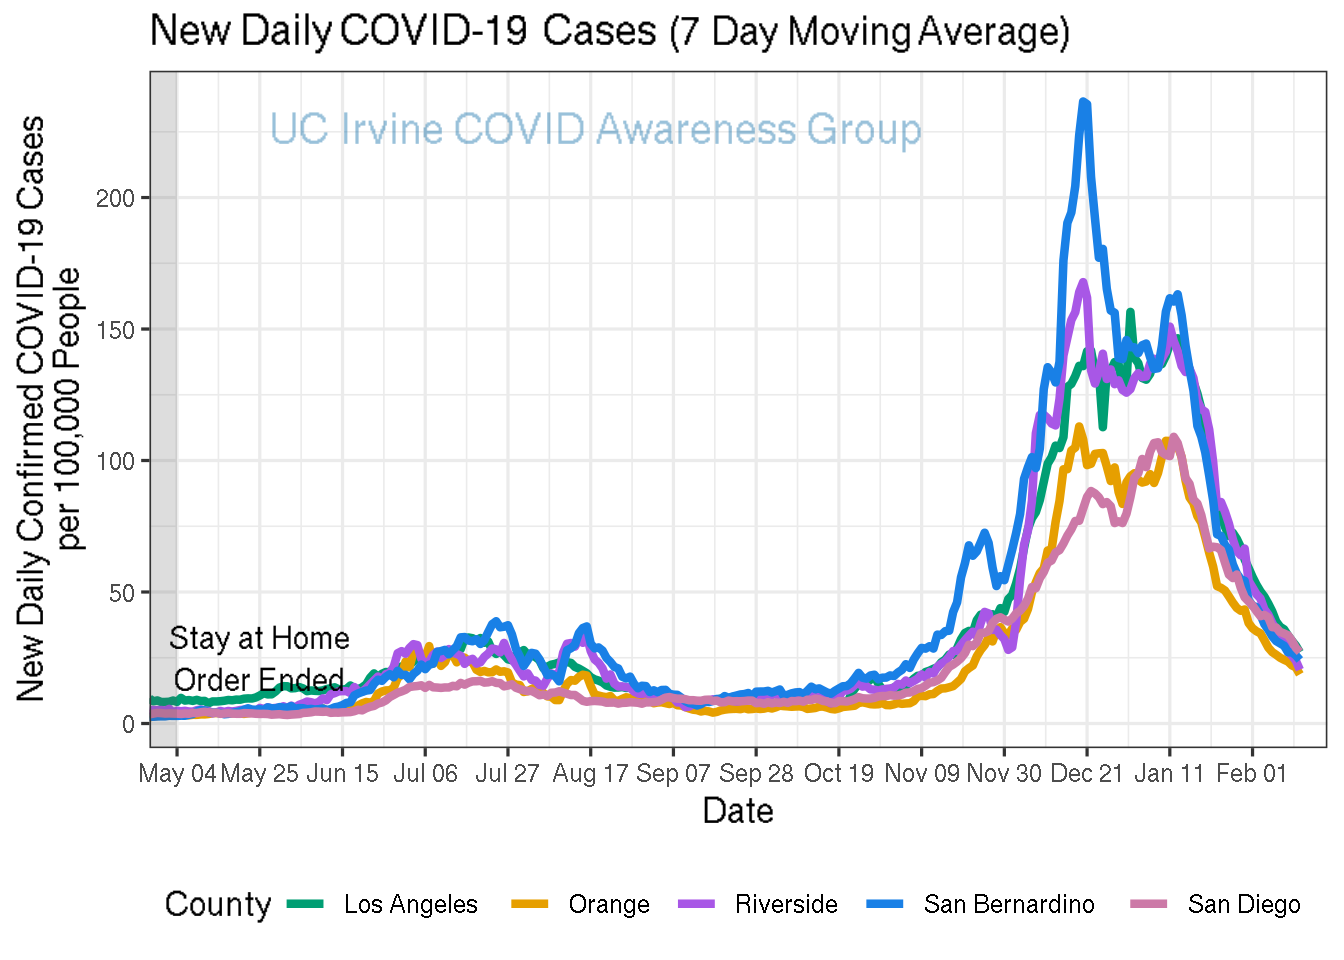 New Daily COVID-19 Cases (7 Day Moving Average)
UC Irvine COVID Awareness Group
New Daily Confirmed COVID-19 Cases
per 100,000 People
200
150
100
50
0
Stay at Home
Order Ended
May 04 May 25 Jun 15 Jul 06 Jul 27 Aug 17 Sep 07 Sep 28 Oct 19 Nov 09 Nov 30 Dec 21 Jan 11 Feb 01
Date
County Los Angeles Orange Riverside San Bernardino San Diego